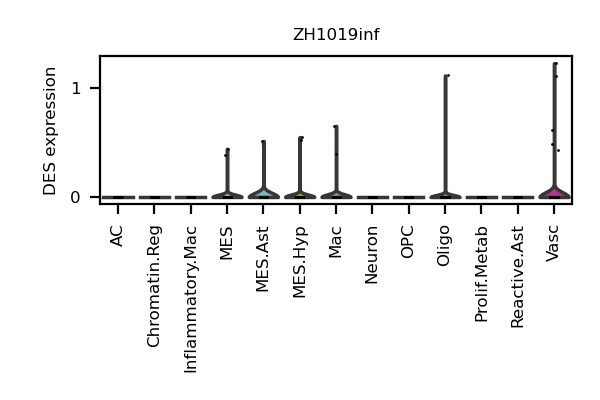 ZH1019inf
DES expression
1
0
AC
Chromatin.Reg
Inflammatory.Mac
MES
MES.Ast
MES.Hyp
Mac
Neuron
OPC
Oligo
Prolif.Metab
Reactive.Ast
Vasc